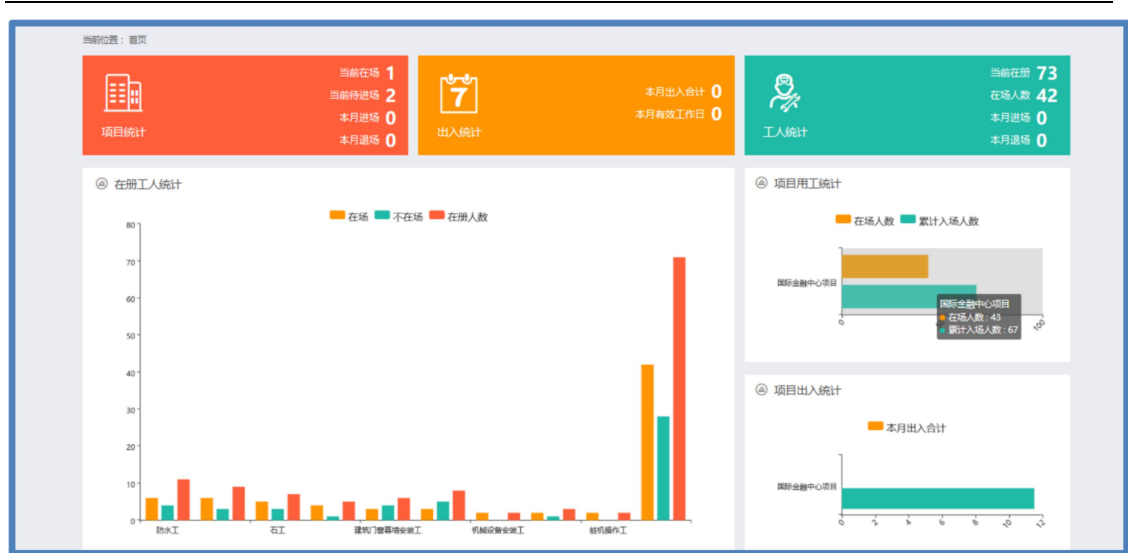 当前位置： 首页
当前在场 1
当前待进场 2
本月进场 0
本月退场 0
项目统计
7
本月出入合计 0
本月有效工作日 0
出入统计
当前在册 73
在场人数 42
本月进场 0
本月退场 0
工人统计
在册工人统计
在场 不在场 在册人数
80
70
60
50
40
30
20
10
0
防水工 石工 建筑门窗幕墙安装工 机械设备安装工 桩机操作工
项目用工统计
在场人数 累计入场人数
国际金融中心项目
国际金融中心项目
在场人数 : 43
累计入场人数 : 67
0 100
项目出入统计
本月出入合计
国际金融中心项目
0 2 4 6 8 10 12